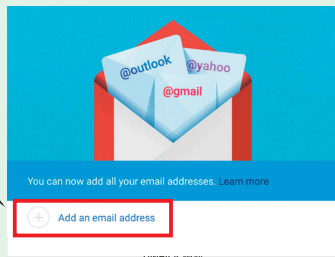 @outlook
@yahoo
@gmail
You can now add all your email addresses. Learn more
Add an email address